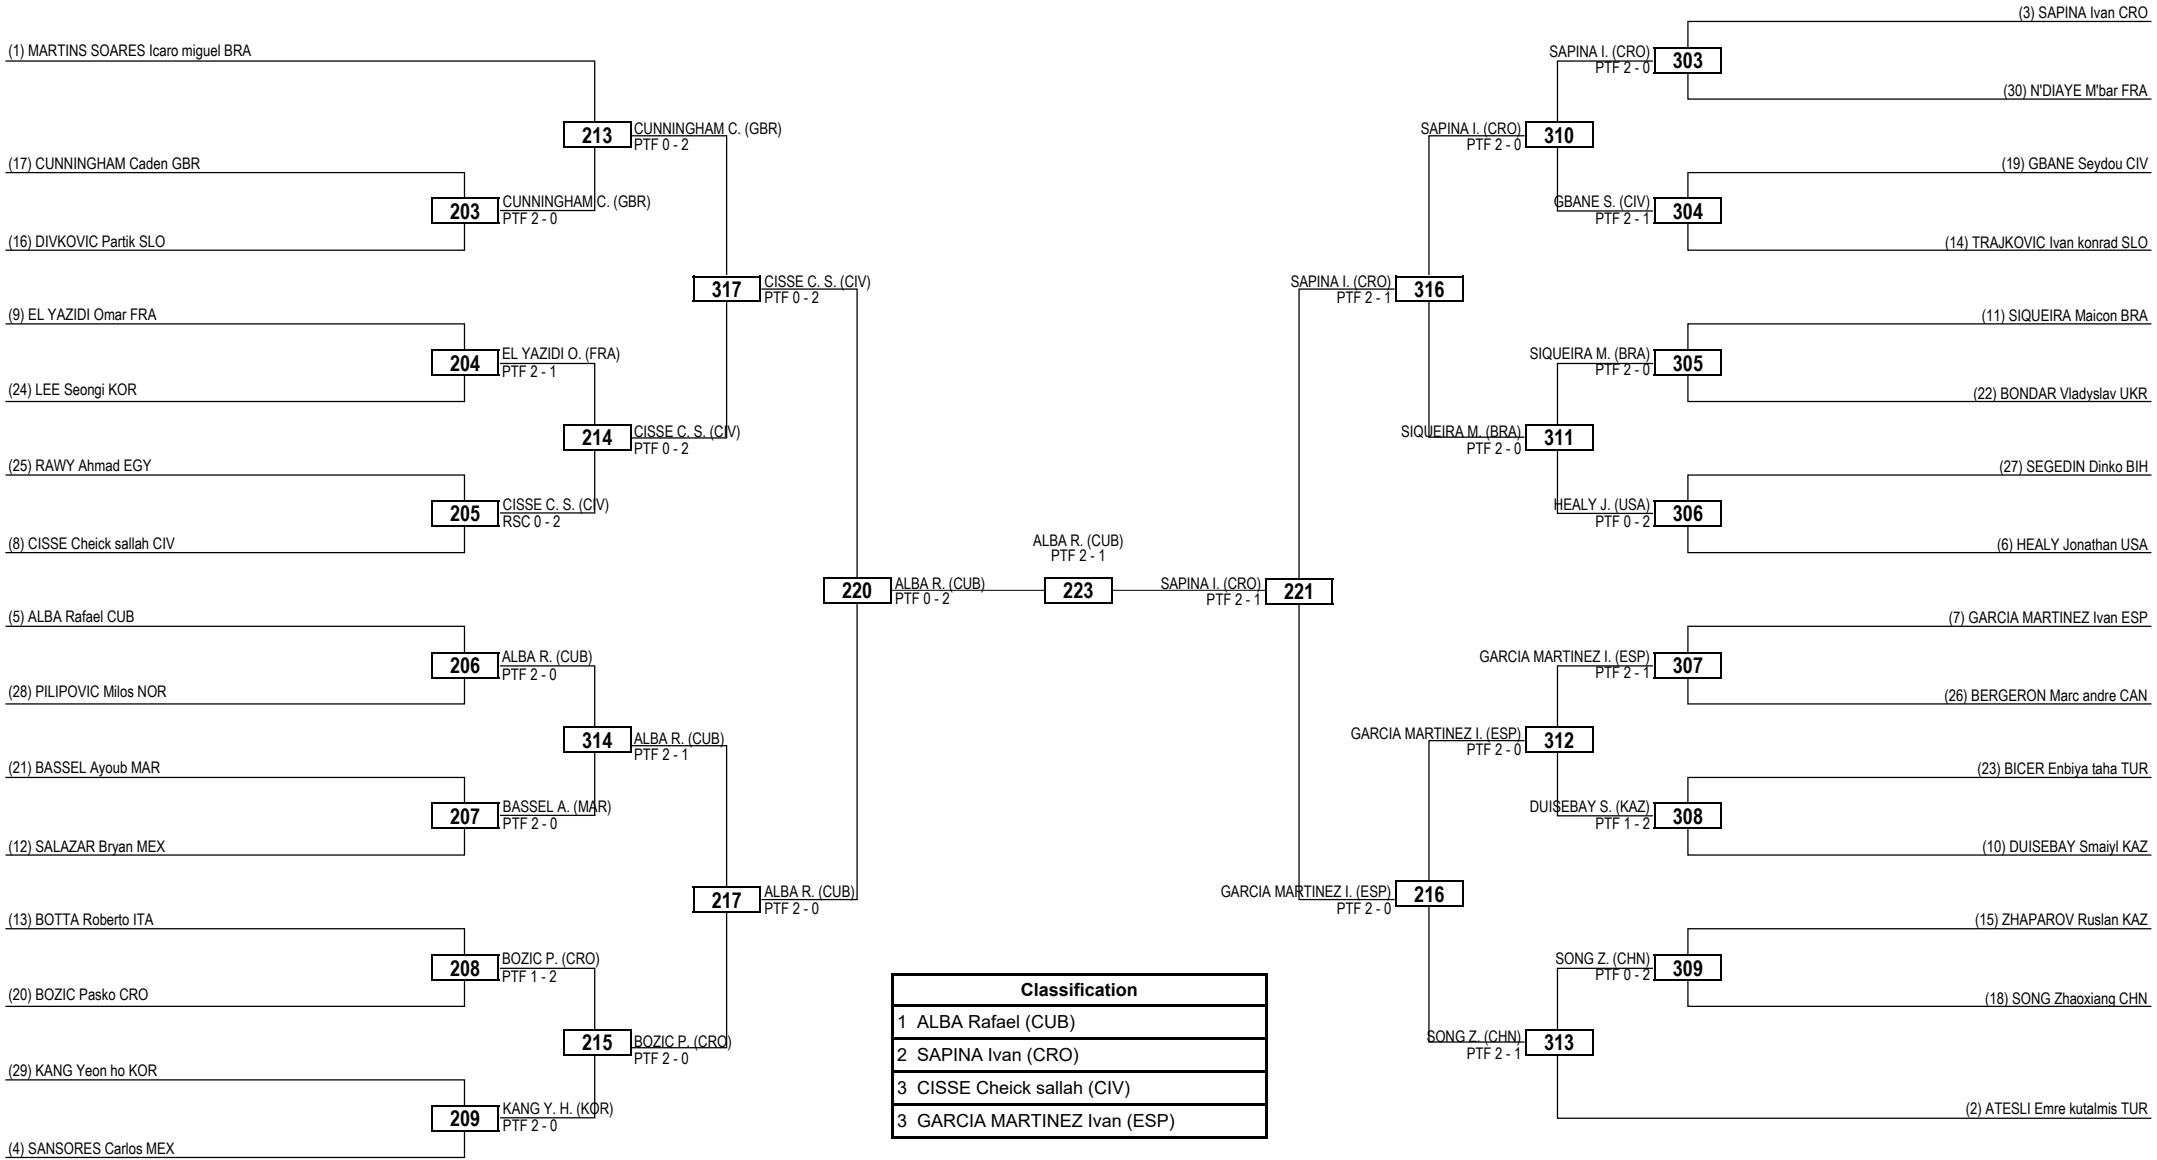 (1) MARTINS SOARES Icaro miguel BRA
(17) CUNNINGHAM Caden GBR
(16) DIVKOVIC Partik SLO
(9) EL YAZIDI Omar FRA
(24) LEE Seongi KOR
(25) RAWY Ahmad EGY
(8) CISSE Cheick sallah CIV
(5) ALBA Rafael CUB
(28) PILIPOVIC Milos NOR
(21) BASSEL Ayoub MAR
(12) SALAZAR Bryan MEX
(13) BOTTA Roberto ITA
(20) BOZIC Pasko CRO
(29) KANG Yeon ho KOR
(4) SANSORES Carlos MEX
203
CUNNINGHAM C. (GBR)
PTF 2 - 0
204
EL YAZIDI O. (FRA)
PTF 2 - 1
205
CISSE C. S. (CIV)
RSC 0 - 2
206
ALBA R. (CUB)
PTF 2 - 0
207
BASSEL A. (MAR)
PTF 2 - 0
208
BOZIC P. (CRO)
PTF 1 - 2
209
KANG Y. H. (KOR)
PTF 2 - 0
213
CUNNINGHAM C. (GBR)
PTF 0 - 2
214
CISSE C. S. (CIV)
PTF 0 - 2
314
ALBA R. (CUB)
PTF 2 - 1
215
BOZIC P. (CRO)
PTF 2 - 0
317
CISSE C. S. (CIV)
PTF 0 - 2
217
ALBA R. (CUB)
PTF 2 - 0
220
ALBA R. (CUB)
PTF 0 - 2
ALBA R. (CUB)
PTF 2 - 1
223
SAPINA I. (CRO)
PTF 2 - 1
221
SAPINA I. (CRO)
PTF 2 - 1
316
GARCIA MARTINEZ I. (ESP)
PTF 2 - 0
216
SAPINA I. (CRO)
PTF 2 - 0
310
SIQUEIRA M. (BRA)
PTF 2 - 0
311
GARCIA MARTINEZ I. (ESP)
PTF 2 - 0
312
SONG Z. (CHN)
PTF 2 - 1
313
SAPINA I. (CRO)
PTF 2 - 0
303
GBANE S. (CIV)
PTF 2 - 1
304
SIQUEIRA M. (BRA)
PTF 2 - 0
305
HEALY J. (USA)
PTF 0 - 2
306
GARCIA MARTINEZ I. (ESP)
PTF 2 - 1
307
DUISEBAY S. (KAZ)
PTF 1 - 2
308
SONG Z. (CHN)
PTF 0 - 2
309
(3) SAPINA Ivan CRO
(30) N'DIAYE M'bar FRA
(19) GBANE Seydou CIV
(14) TRAJKOVIC Ivan konrad SLO
(11) SIQUEIRA Maicon BRA
(22) BONDAR Vladyslav UKR
(27) SEGEDIN Dinko BIH
(6) HEALY Jonathan USA
(7) GARCIA MARTINEZ Ivan ESP
(26) BERGERON Marc andre CAN
(23) BICER Enbiya taha TUR
(10) DUISEBAY Smaiyl KAZ
(15) ZHAPAROV Ruslan KAZ
(18) SONG Zhaoxiang CHN
(2) ATESLI Emre kutalmis TUR
Classification
1 ALBA Rafael (CUB)
2 SAPINA Ivan (CRO)
3 CISSE Cheick sallah (CIV)
3 GARCIA MARTINEZ Ivan (ESP)